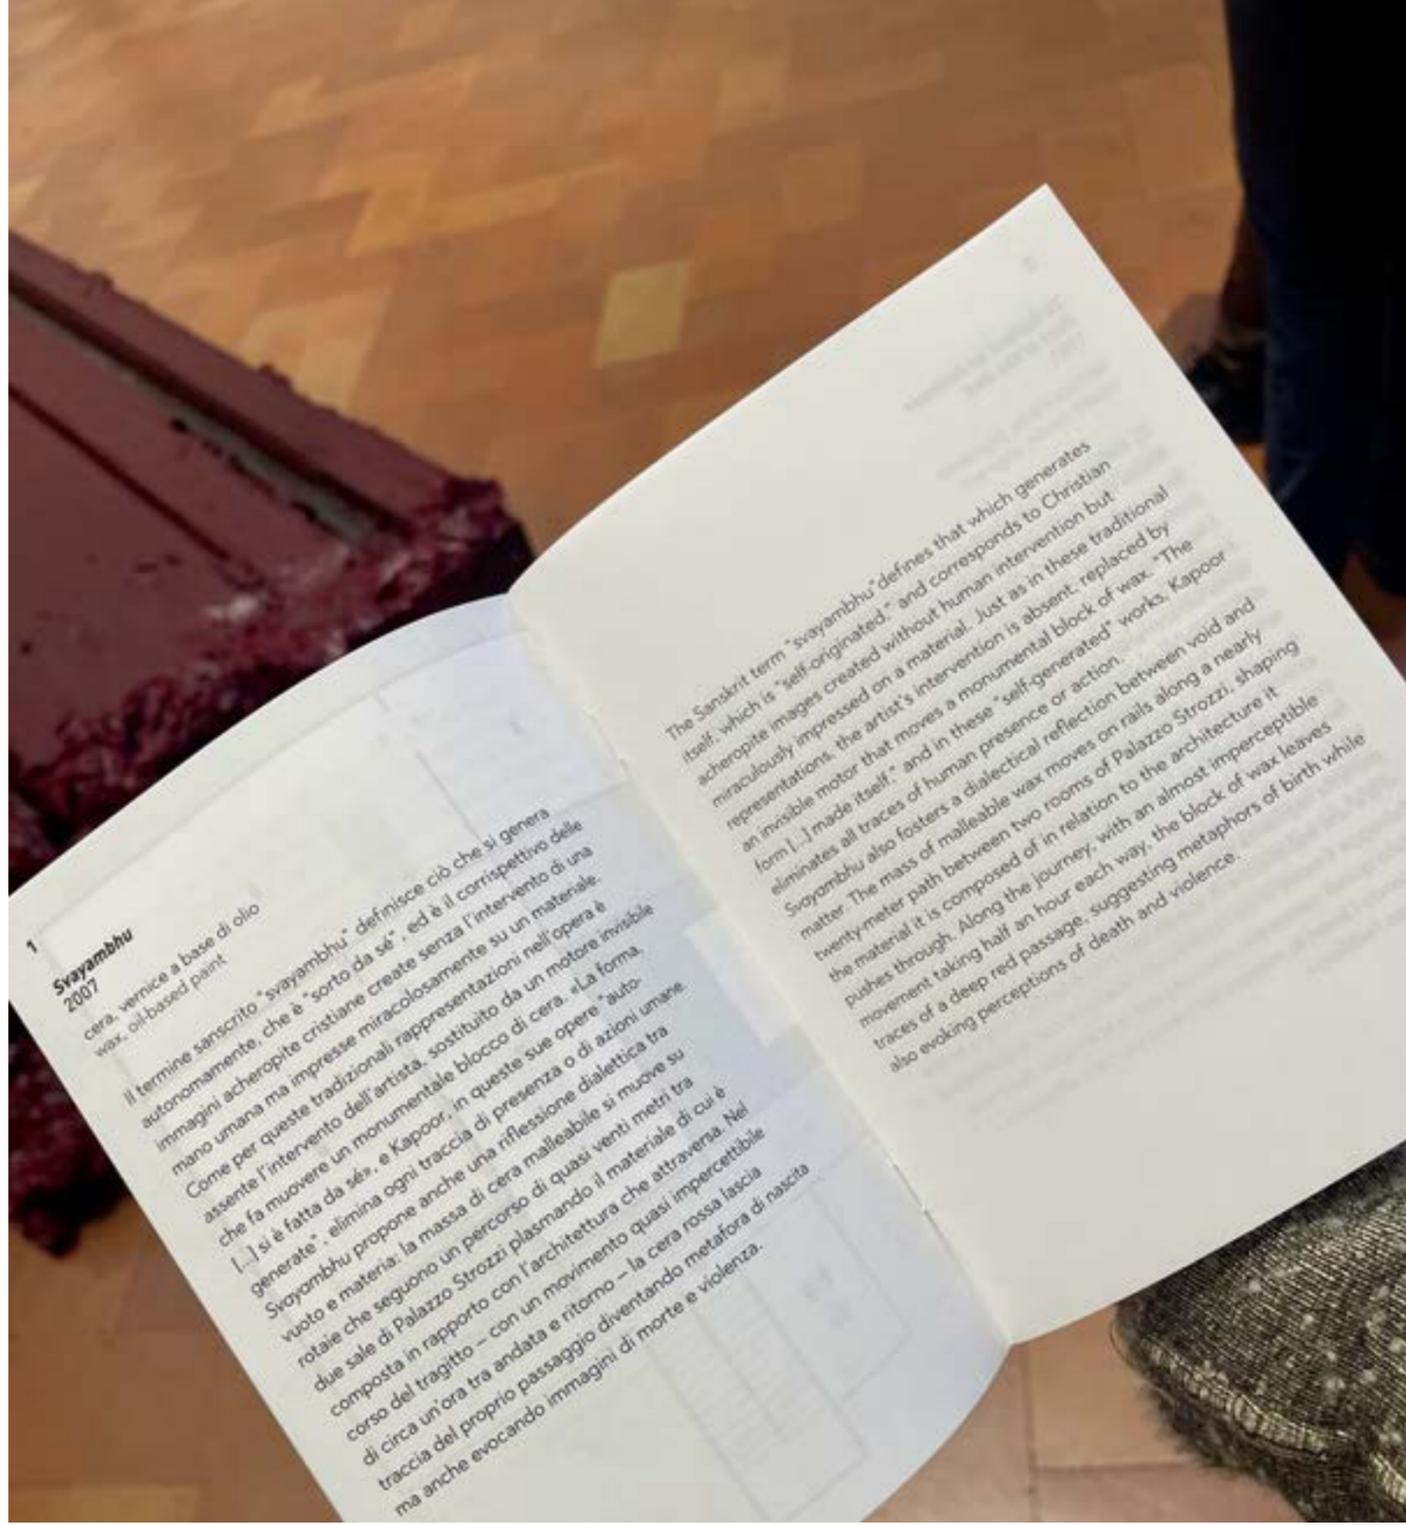 1
Svayambhu
2007
cera, vernice a base di olio
wax, oil-based paint
Il termine sanscrito "svayambhu" definisce ciò che si genera
autonomamente, che è "sorto da sé", ed è il corrispettivo delle
immagini acheropite cristiane create senza l'intervento di una
mano umana ma impresse miracolosamente su un materiale.
Come per queste tradizionali rappresentazioni nell'opera è
assente l'intervento dell'artista, sostituito da un motore invisibile
che fa muovere un monumentale blocco di cera. «La forma,
[...] si è fatta da sé», e Kapoor, in queste sue opere "auto-
generate", elimina ogni traccia di presenza o di azioni umane.
Svayambhu propone anche una riflessione dialettica tra
vuoto e materia: la massa di cera malleabile si muove su
rotaie che seguono un percorso di quasi venti metri tra
due sale di Palazzo Strozzi plasmando il materiale di cui è
composta in rapporto con l'architettura che attraversa. Nel
corso del tragitto – con un movimento quasi impercettibile
di circa un'ora tra andata e ritorno – la cera rossa lascia
traccia del proprio passaggio diventando metafora di nascita
ma anche evocando immagini di morte e violenza.
The Sanskrit term "svayambhu" defines that which generates
itself, which is "self-originated," and corresponds to Christian
acheropite images created without human intervention but
miraculously impressed on a material. Just as in these traditional
representations, the artist's intervention is absent, replaced by
an invisible motor that moves a monumental block of wax. "The
form [...] made itself," and in these "self-generated" works, Kapoor
eliminates all traces of human presence or action.
Svayambhu also fosters a dialectical reflection between void and
matter. The mass of malleable wax moves on rails along a nearly
twenty-meter path between two rooms of Palazzo Strozzi, shaping
the material it is composed of in relation to the architecture it
pushes through. Along the journey, with an almost imperceptible
movement taking half an hour each way, the block of wax leaves
traces of a deep red passage, suggesting metaphors of birth while
also evoking perceptions of death and violence.